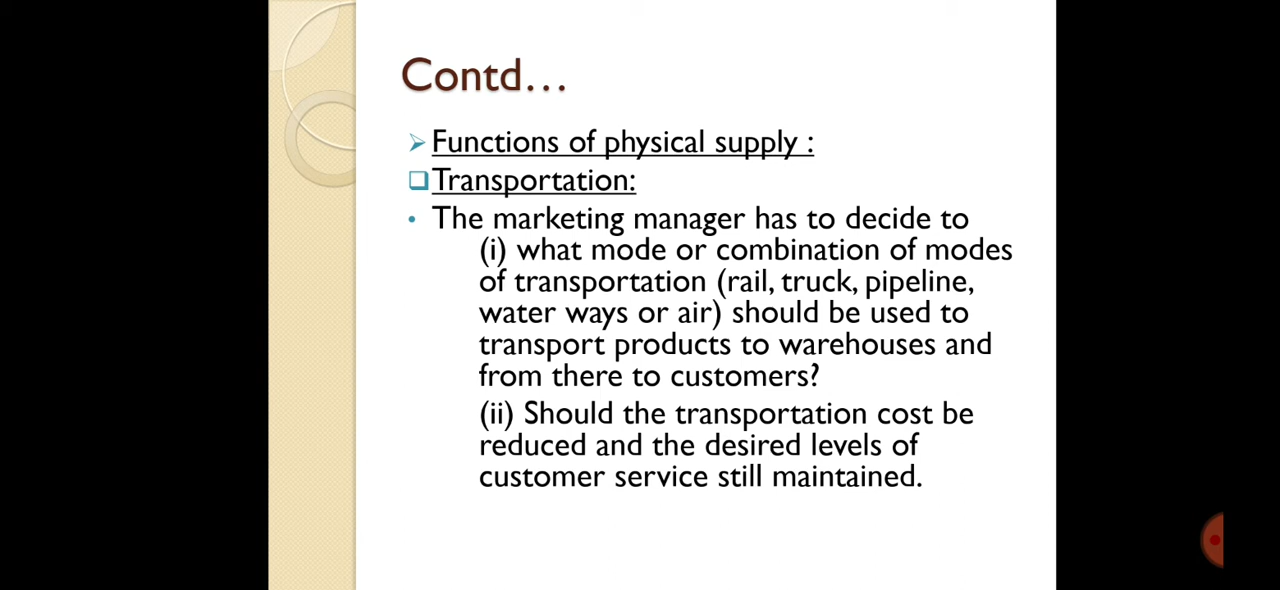 Contd...
Functions of physical supply :
Transportation:
The marketing manager has to decide to
(i) what mode or combination of modes
of transportation (rail, truck, pipeline,
water ways or air) should be used to
transport products to warehouses and
from there to customers?
(ii) Should the transportation cost be
reduced and the desired levels of
customer service still maintained.